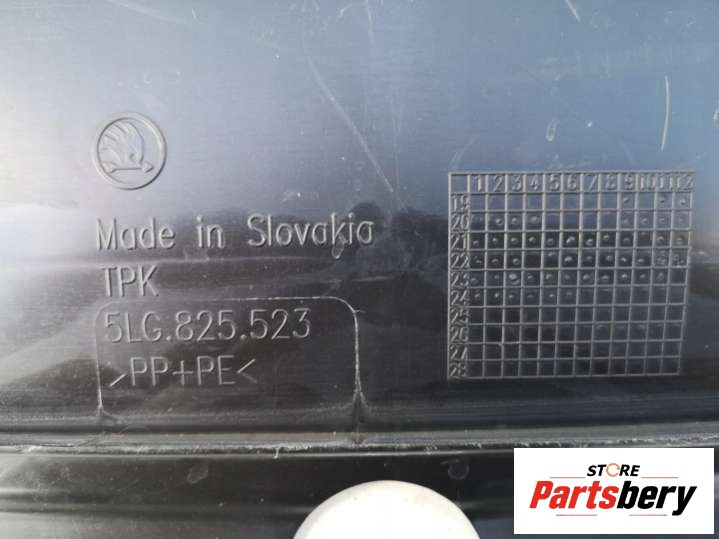 Made in Slovakia
TPK
5LG.825.523
>PP+PE<
1 2 3 4 5 6 7 8 9 10 11 12
19
20
21
22
23
24
25
26
27
28
STORE
Partsbery